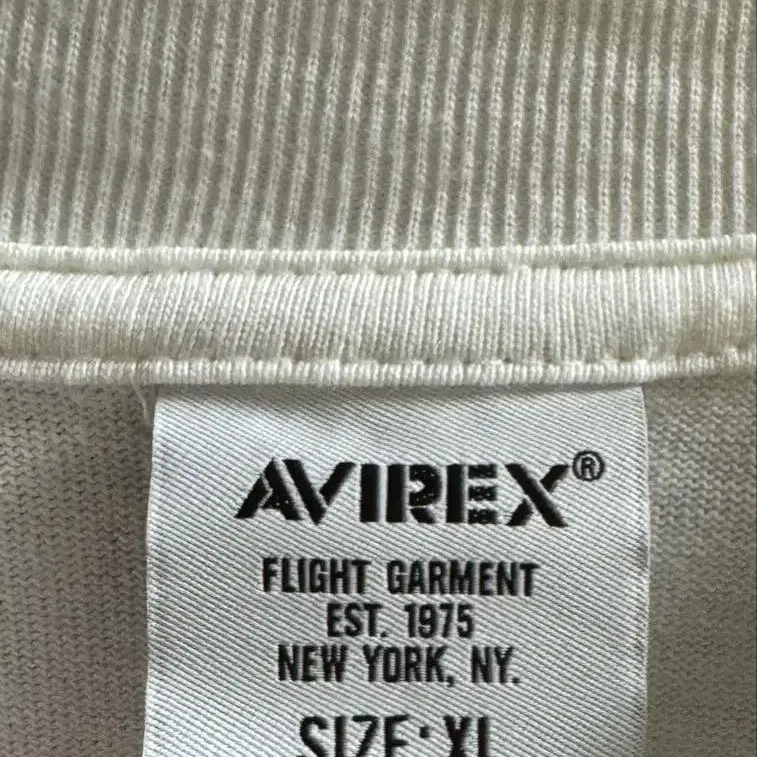 AVIREX®
FLIGHT GARMENT
EST. 1975
NEW YORK, NY.
SIZE: XL